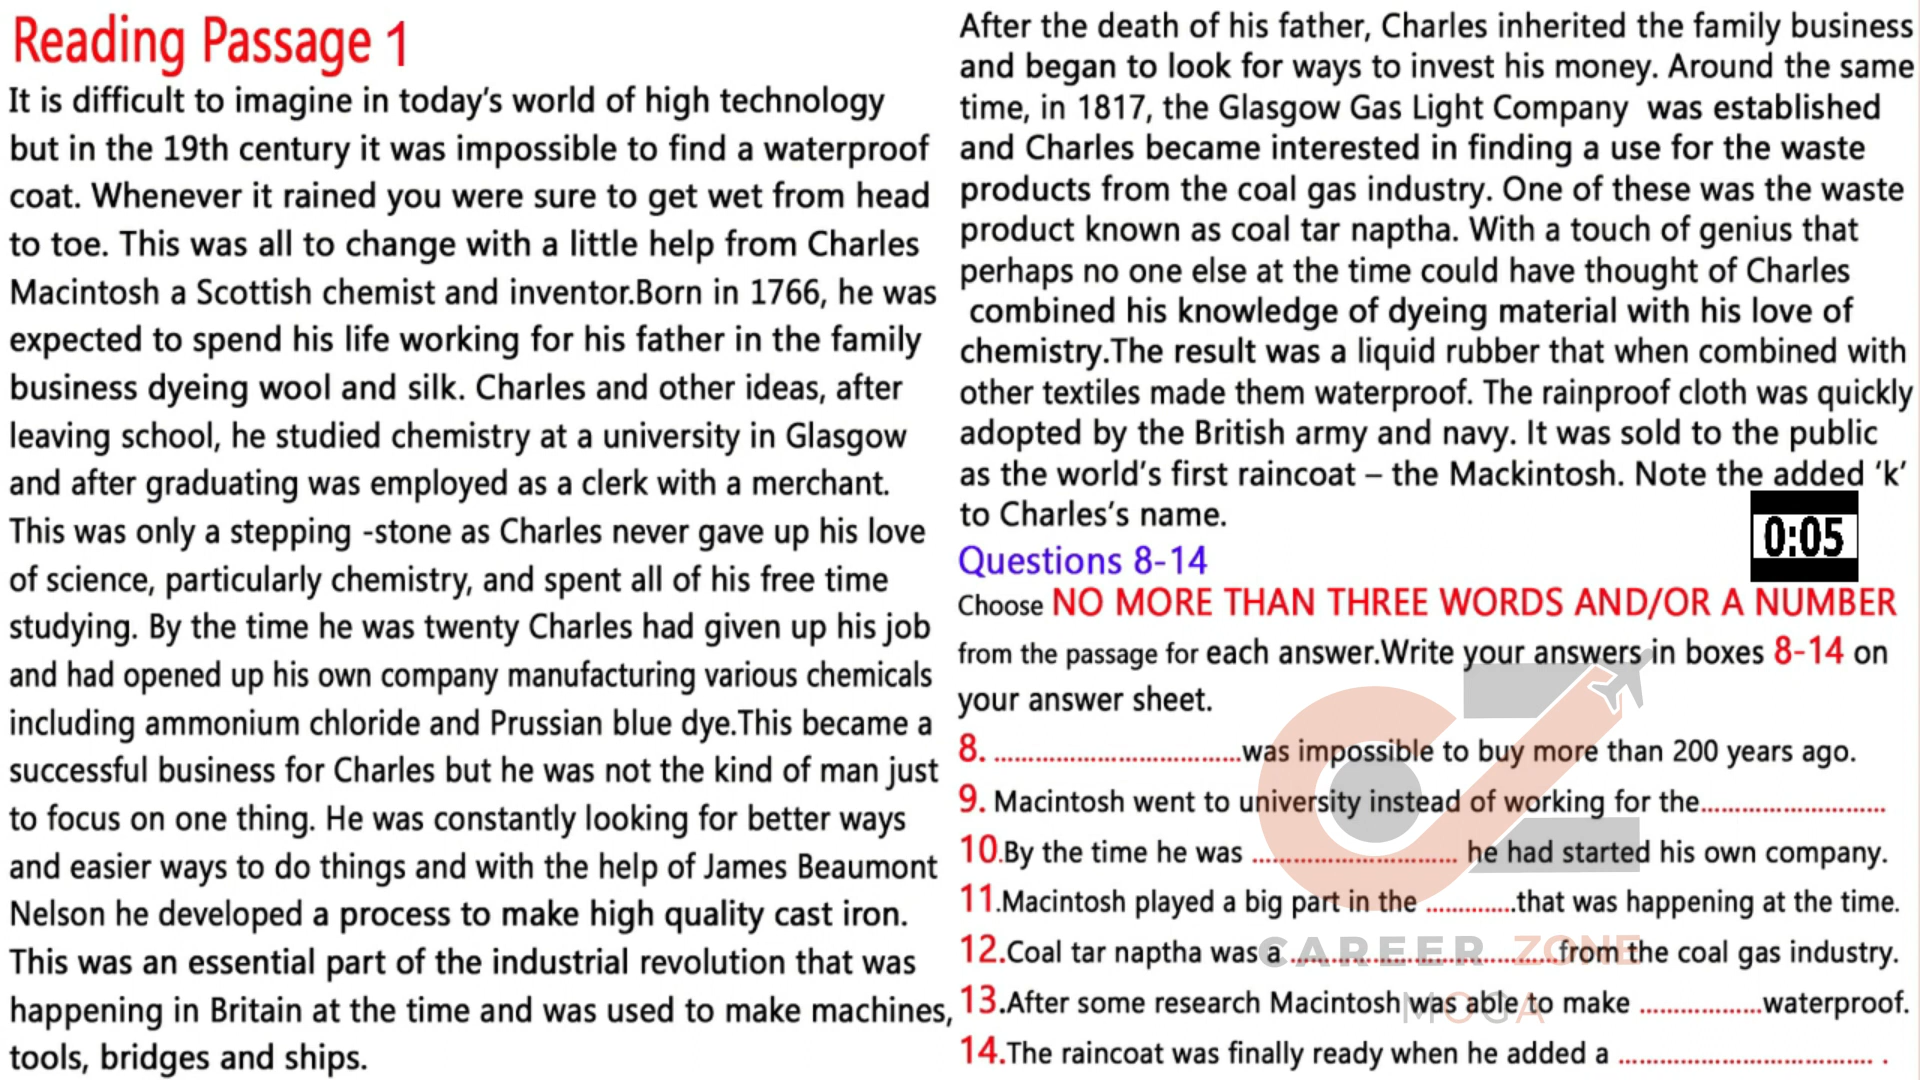 Reading Passage 1
It is difficult to imagine in today's world of high technology
but in the 19th century it was impossible to find a waterproof
coat. Whenever it rained you were sure to get wet from head
to toe. This was all to change with a little help from Charles
Macintosh a Scottish chemist and inventor.Born in 1766, he was
expected to spend his life working for his father in the family
business dyeing wool and silk. Charles and other ideas, after
leaving school, he studied chemistry at a university in Glasgow
and after graduating was employed as a clerk with a merchant.
This was only a stepping -stone as Charles never gave up his love
of science, particularly chemistry, and spent all of his free time
studying. By the time he was twenty Charles had given up his job
and had opened up his own company manufacturing various chemicals
including ammonium chloride and Prussian blue dye.This became a
successful business for Charles but he was not the kind of man just
to focus on one thing. He was constantly looking for better ways
and easier ways to do things and with the help of James Beaumont
Nelson he developed a process to make high quality cast iron.
This was an essential part of the industrial revolution that was
happening in Britain at the time and was used to make machines,
tools, bridges and ships.
After the death of his father, Charles inherited the family business
and began to look for ways to invest his money. Around the same
time, in 1817, the Glasgow Gas Light Company was established
and Charles became interested in finding a use for the waste
products from the coal gas industry. One of these was the waste
product known as coal tar naptha. With a touch of genius that
perhaps no one else at the time could have thought of Charles
combined his knowledge of dyeing material with his love of
chemistry.The result was a liquid rubber that when combined with
other textiles made them waterproof. The rainproof cloth was quickly
adopted by the British army and navy. It was sold to the public
as the world's first raincoat – the Mackintosh. Note the added 'k'
to Charles's name.
0:05
Questions 8-14
Choose NO MORE THAN THREE WORDS AND/OR A NUMBER
from the passage for each answer.Write your answers in boxes 8-14 on
your answer sheet.
8. ....................................was impossible to buy more than 200 years ago.
9. Macintosh went to university instead of working for the...........................
10.By the time he was .............................. he had started his own company.
11.Macintosh played a big part in the .............that was happening at the time.
12.Coal tar naptha was a .......................................from the coal gas industry.
13.After some research Macintosh was able to make ..................waterproof.
14.The raincoat was finally ready when he added a ..................................... .
CAREER ZONE
MOGA